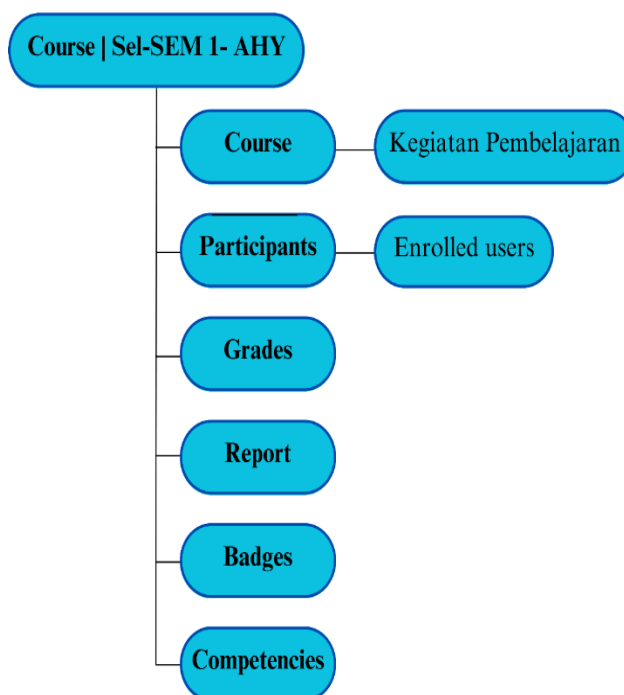 Course | Sel-SEM 1- AHY
Course
Kegiatan Pembelajaran
Participants
Enrolled users
Grades
Report
Badges
Competencies